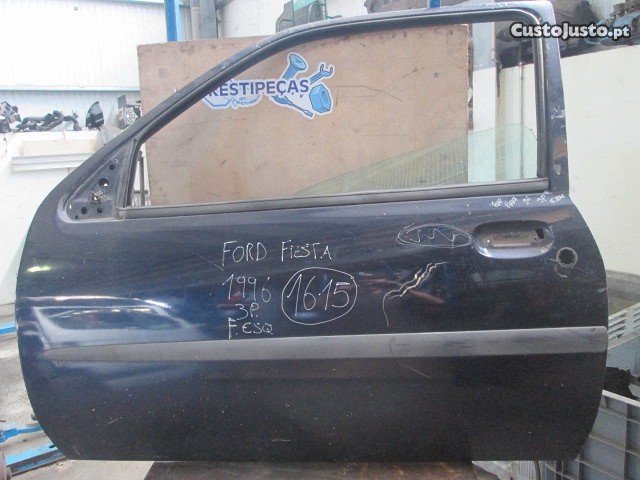 CustoJusto.pt
RESTIPEÇAS
FORD FIESTA
1996
1615
3P.
F. ESQ